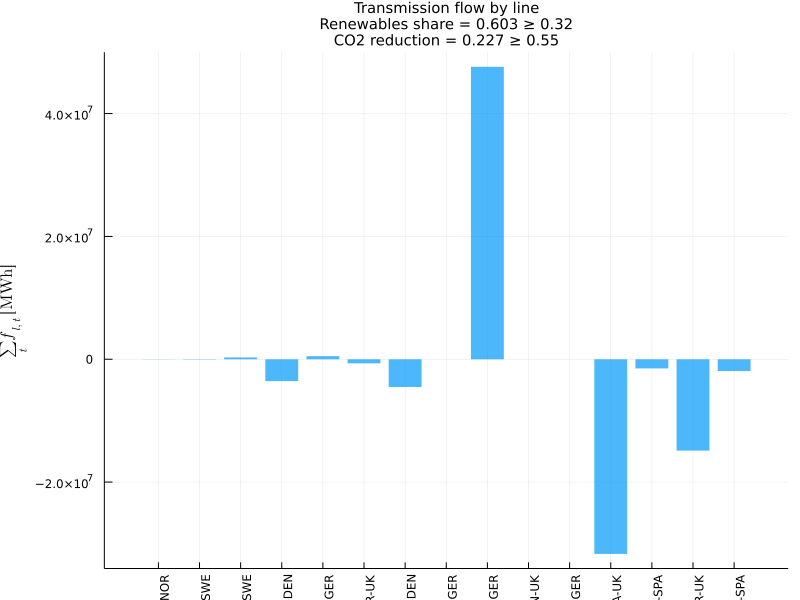 Transmission flow by line
Renewables share = 0.603 ≥ 0.32
CO2 reduction = 0.227 ≥ 0.55
4.0×10⁷
2.0×10⁷
0
−2.0×10⁷
∑ₜ fₗ,ₜ [MWh]
NOR
SWE
SWE
DEN
GER
R-UK
DEN
GER
GER
N-UK
GER
A-UK
-SPA
R-UK
-SPA